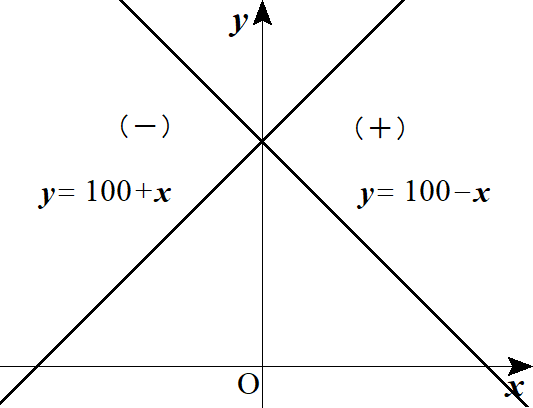 y
(−) (+)
y= 100+x y= 100−x
O x